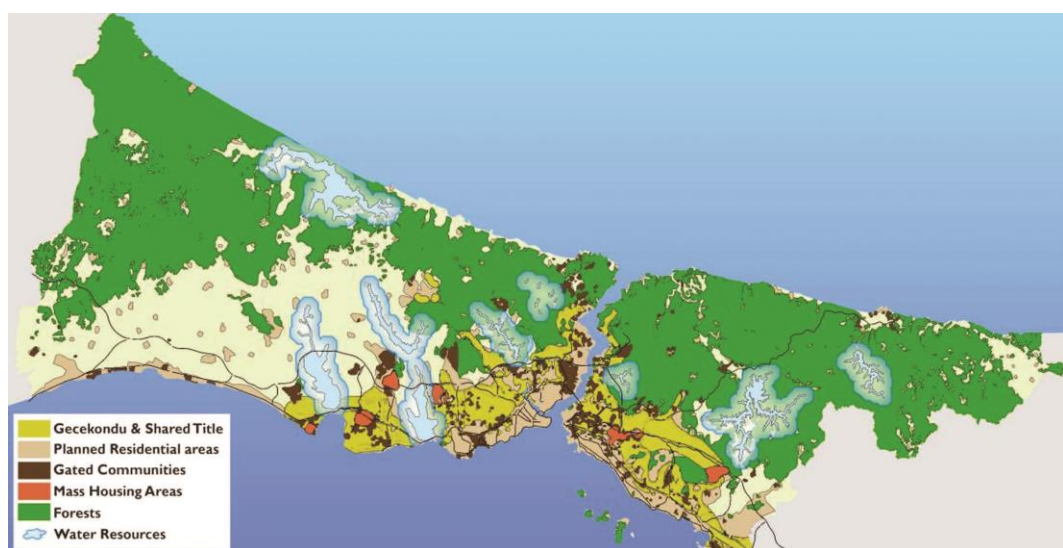 Gecekondu & Shared Title
Planned Residential areas
Gated Communities
Mass Housing Areas
Forests
Water Resources